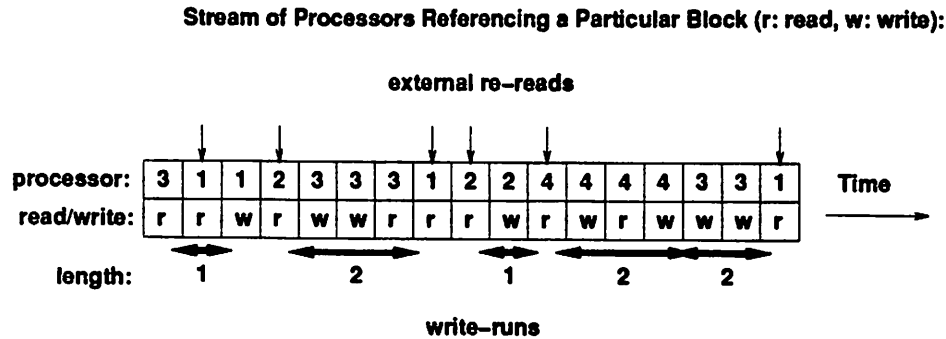 Stream of Processors Referencing a Particular Block (r: read, w: write):
external re–reads
processor: 3 1 1 2 3 3 3 1 2 2 4 4 4 4 3 3 1 Time
read/write: r r w r w w r r r w r w r w w w r
length: 1 2 1 2 2
write–runs